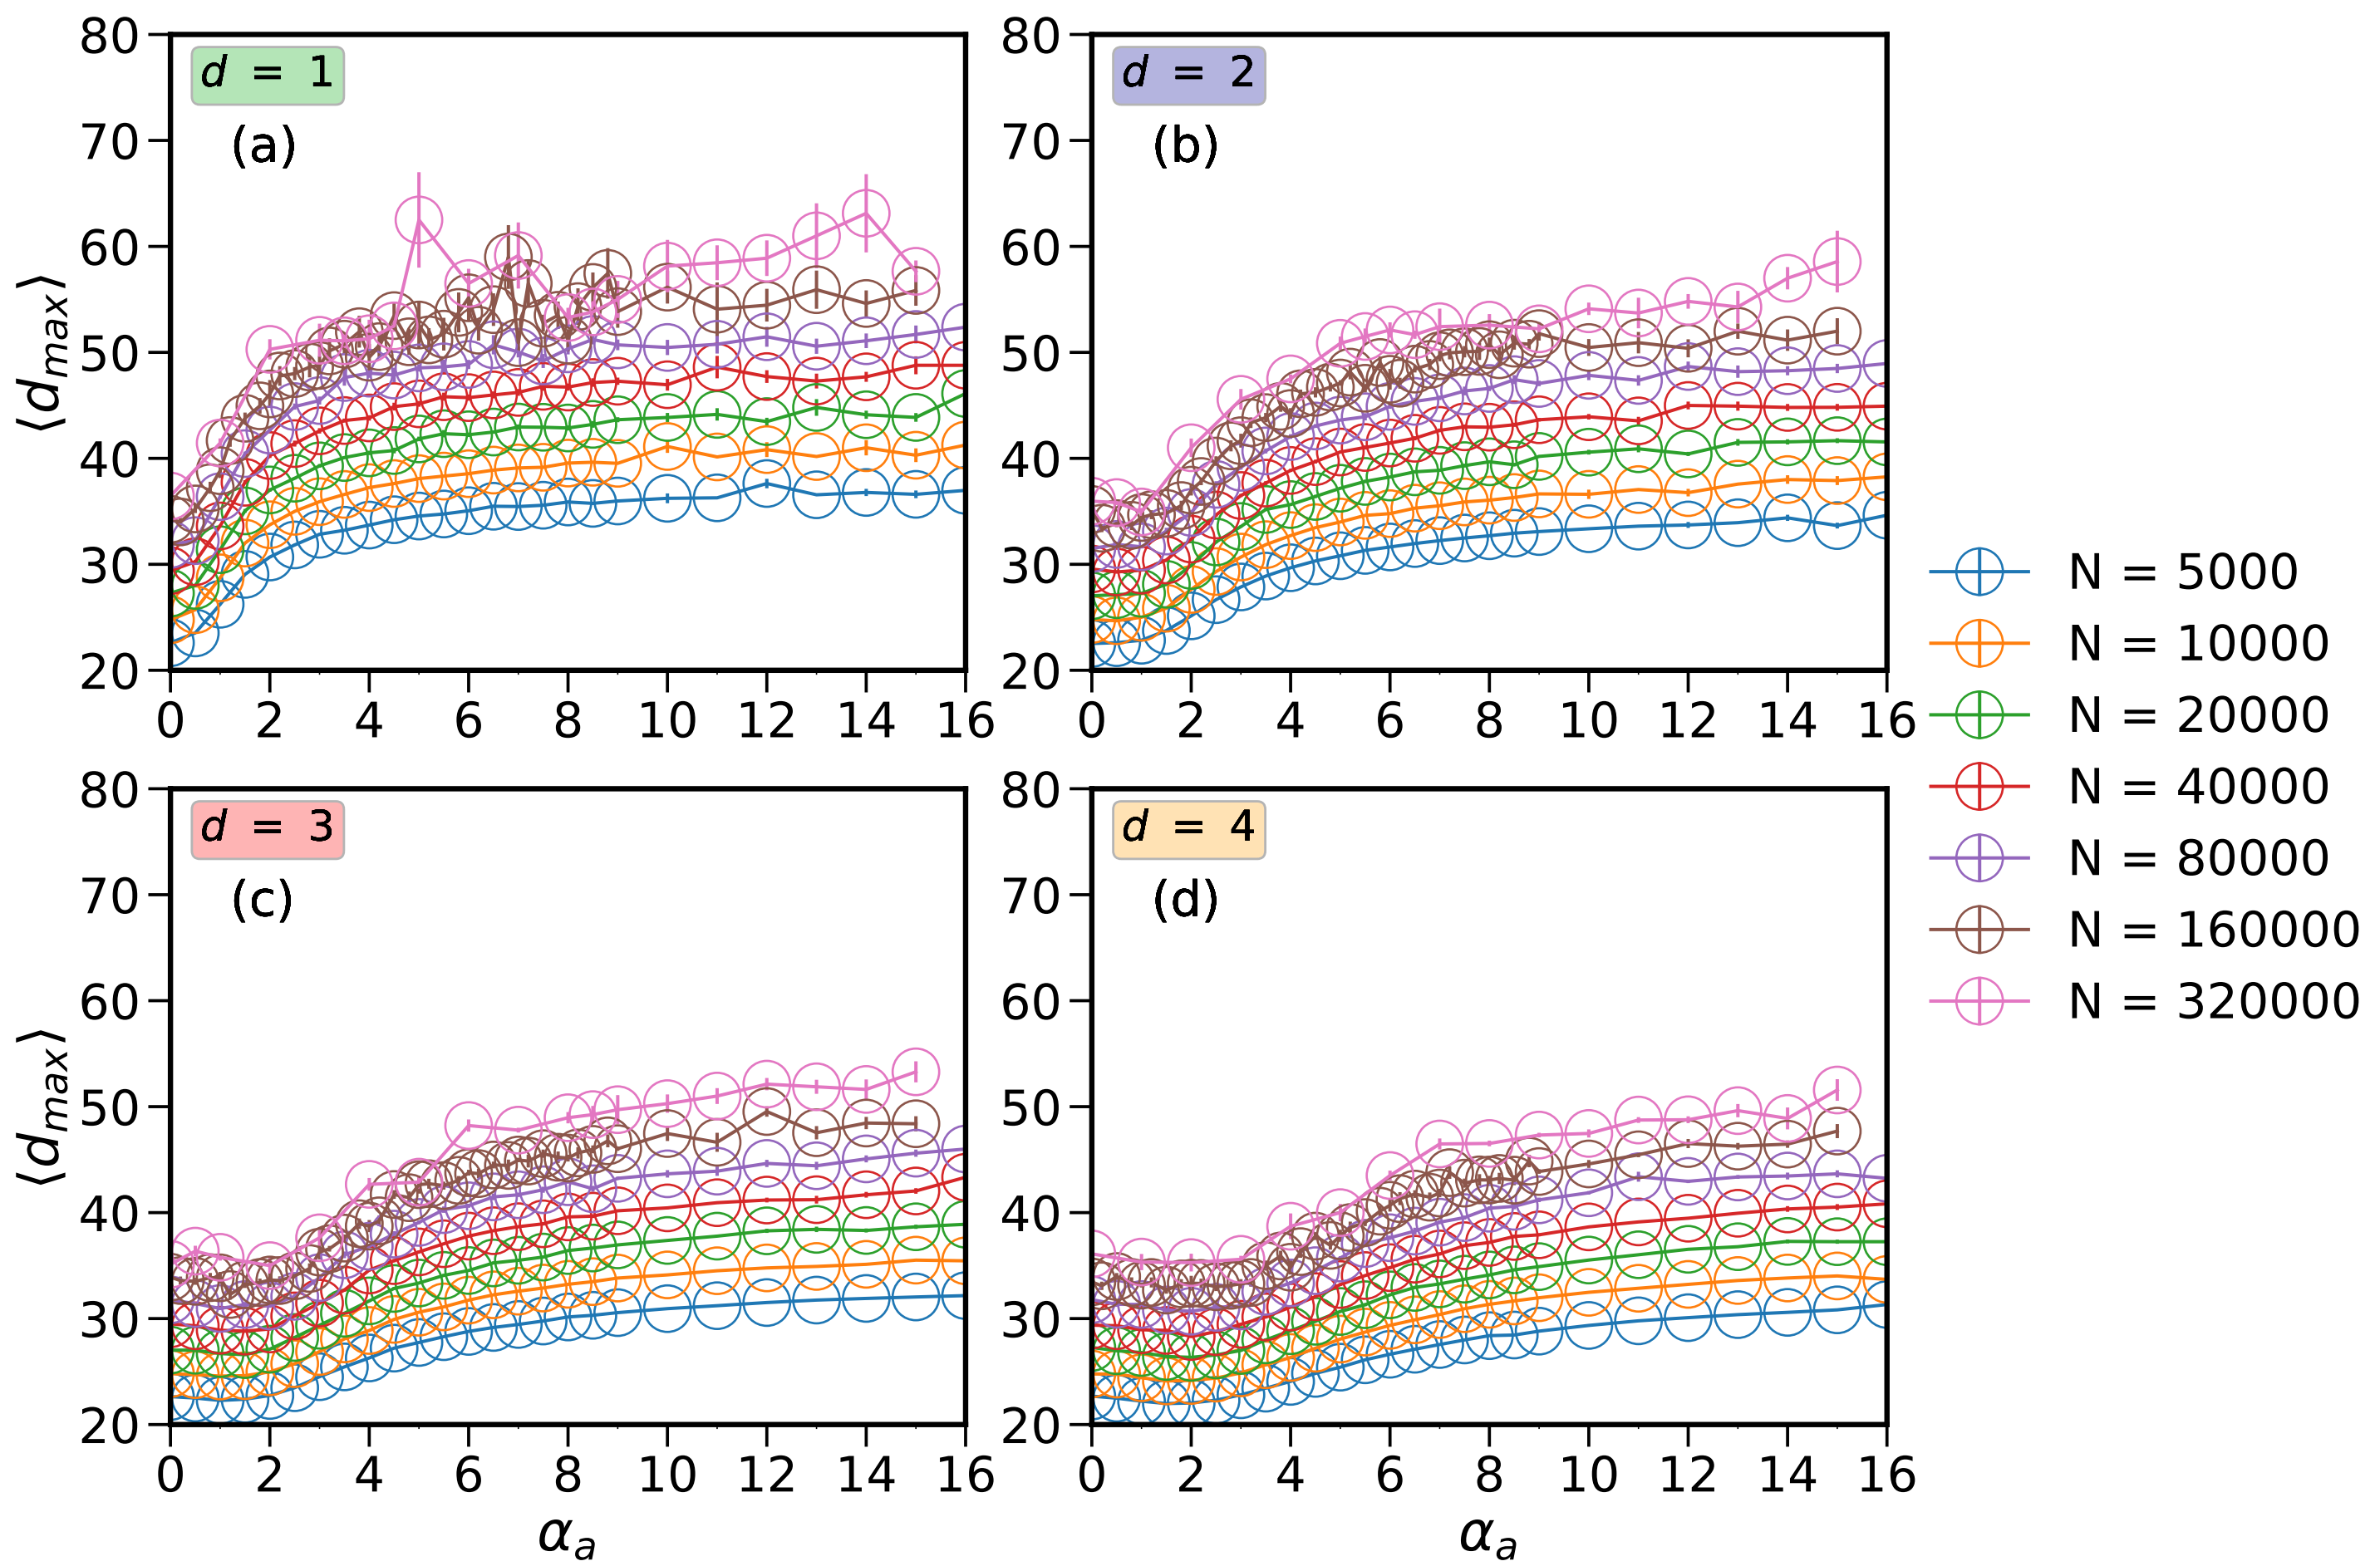 d = 1
(a)
80
70
60
50
40
30
20
⟨d_max⟩
0 2 4 6 8 10 12 14 16
d = 2
(b)
80
70
60
50
40
30
20
0 2 4 6 8 10 12 14 16
d = 3
(c)
80
70
60
50
40
30
20
⟨d_max⟩
0 2 4 6 8 10 12 14 16
α_a
d = 4
(d)
80
70
60
50
40
30
20
0 2 4 6 8 10 12 14 16
α_a
N = 5000
N = 10000
N = 20000
N = 40000
N = 80000
N = 160000
N = 320000